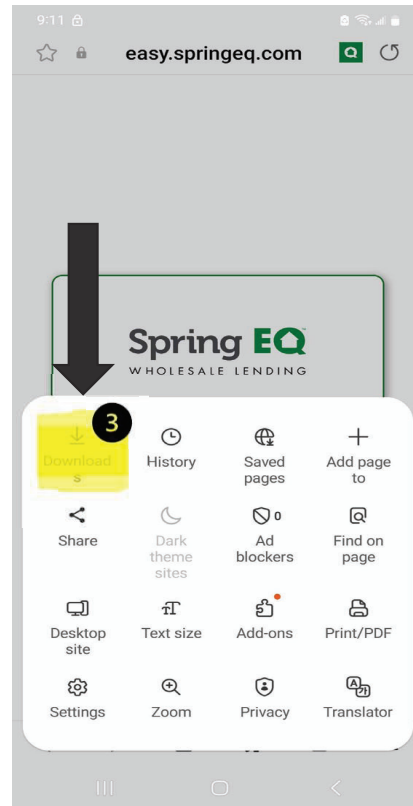 9:11
easy.springeq.com
Spring EQ
WHOLESALE LENDING
3
Download
s
History
Saved
pages
Add page
to
Share
Dark
theme
sites
Ad
blockers
0
Find on
page
Desktop
site
Text size
Add-ons
Print/PDF
Settings
Zoom
Privacy
Translator